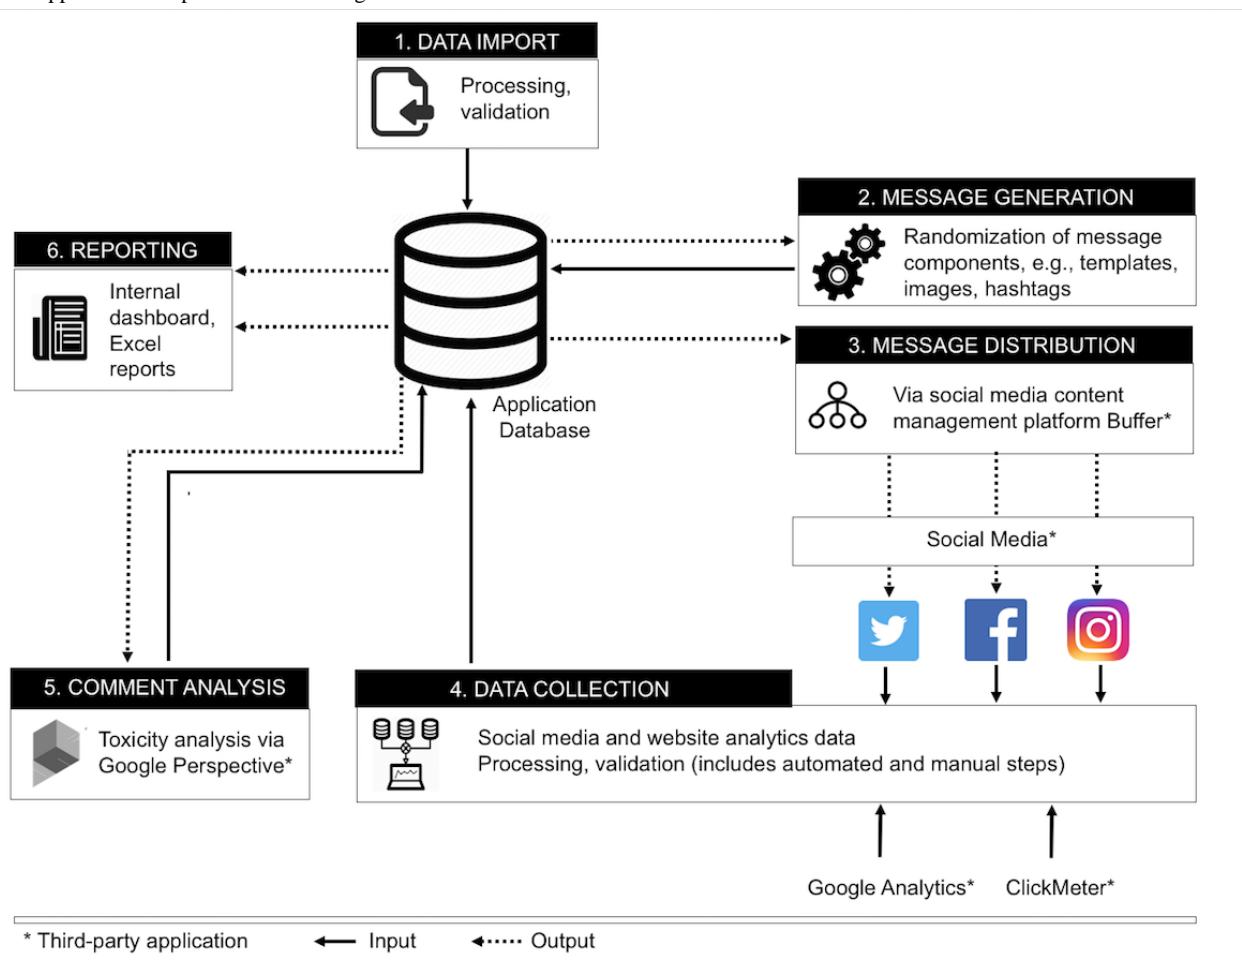 1. DATA IMPORT
Processing,
validation
2. MESSAGE GENERATION
Randomization of message
components, e.g., templates,
images, hashtags
6. REPORTING
Internal
dashboard,
Excel
reports
3. MESSAGE DISTRIBUTION
Via social media content
management platform Buffer*
Application
Database
Social Media*
5. COMMENT ANALYSIS
Toxicity analysis via
Google Perspective*
4. DATA COLLECTION
Social media and website analytics data
Processing, validation (includes automated and manual steps)
Google Analytics*
ClickMeter*
* Third-party application
Input
Output